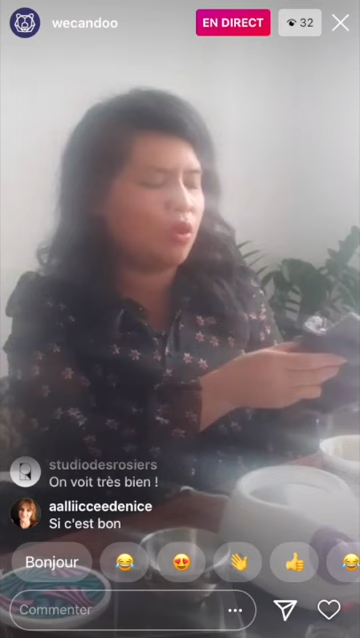 wecandoo
EN DIRECT
32
studiodesrosiers
On voit très bien !
aalliicceedenice
Si c'est bon
Bonjour
Commenter